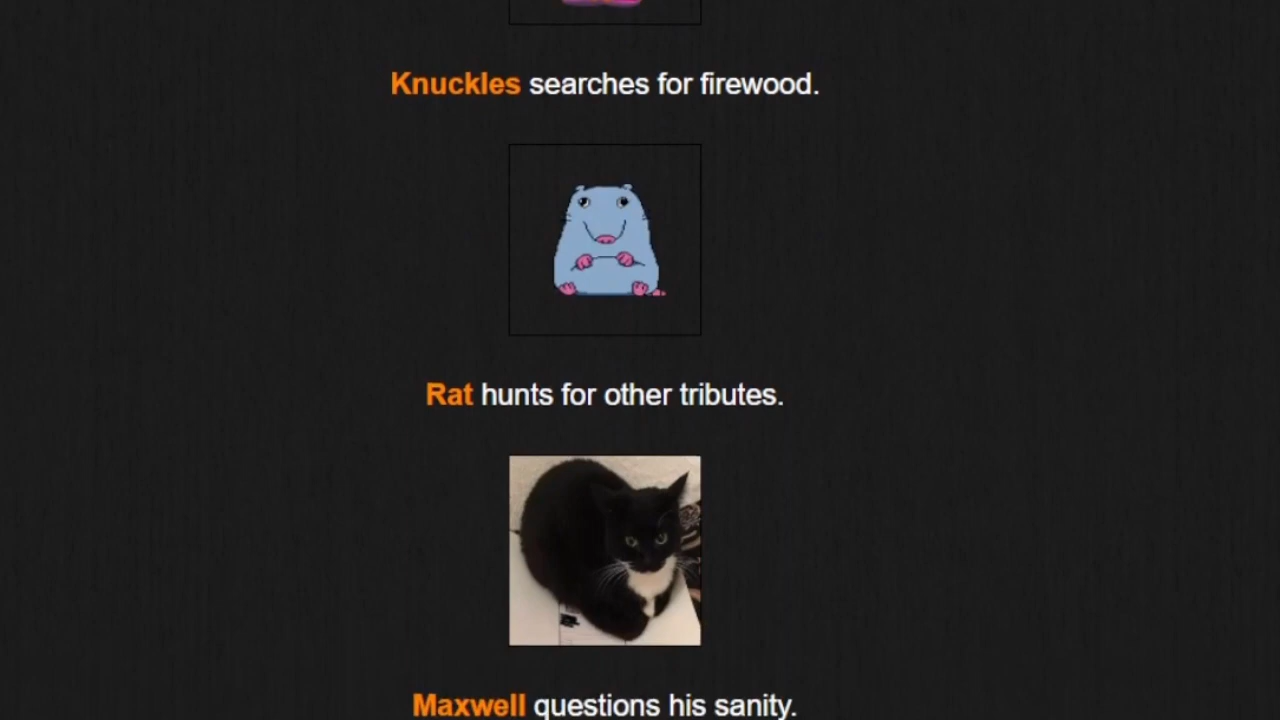 Knuckles searches for firewood.
Rat hunts for other tributes.
Maxwell questions his sanity.